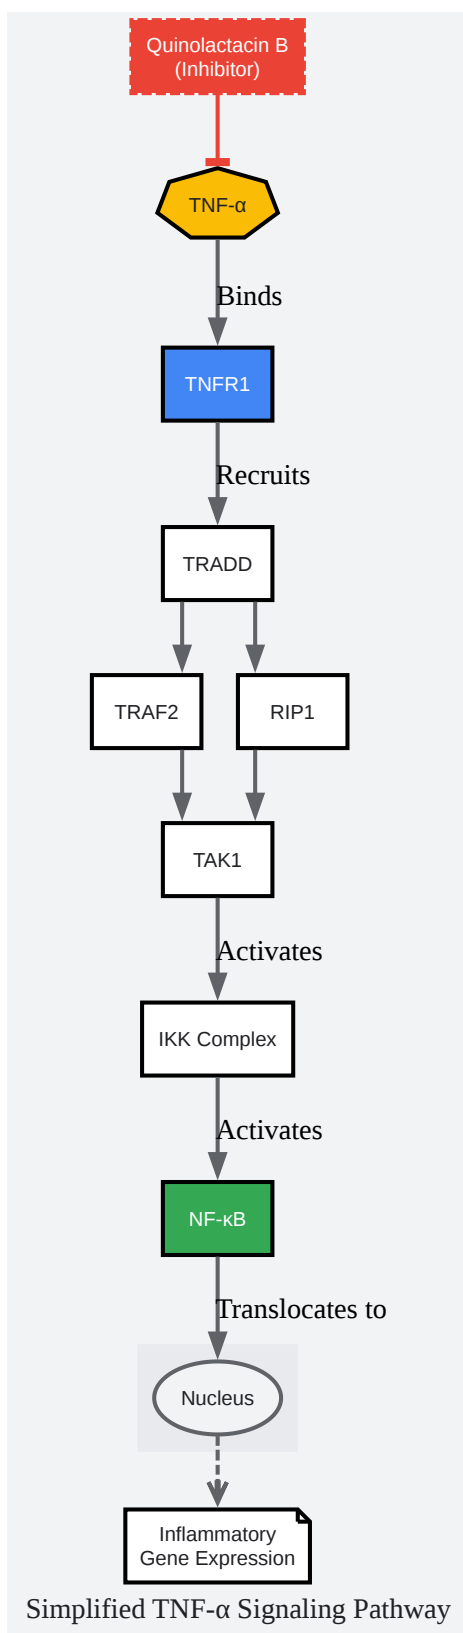 Quinolactacin B
(Inhibitor)
TNF-α
Binds
TNFR1
Recruits
TRADD
TRAF2
RIP1
TAK1
Activates
IKK Complex
Activates
NF-κB
Translocates to
Nucleus
Inflammatory
Gene Expression
Simplified TNF-α Signaling Pathway